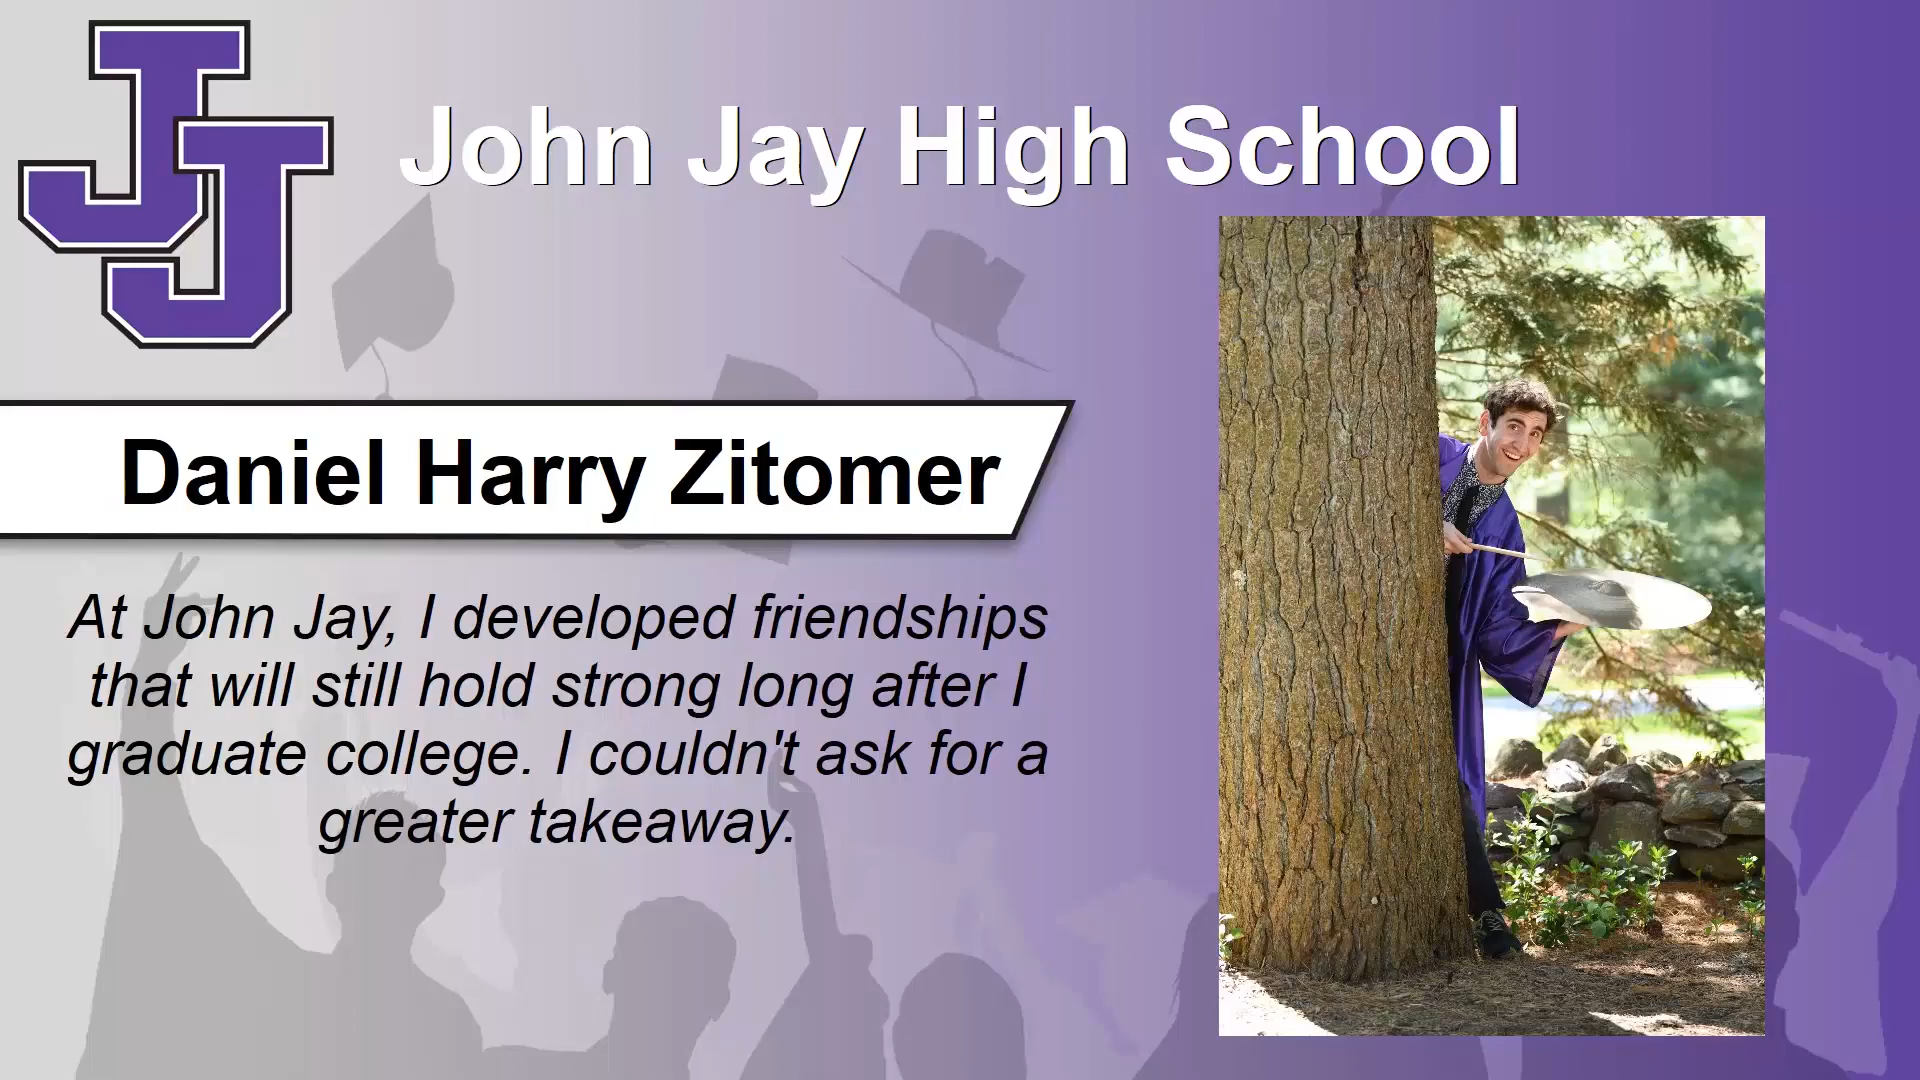 JJ
John Jay High School
Daniel Harry Zitomer
At John Jay, I developed friendships
that will still hold strong long after I
graduate college. I couldn't ask for a
greater takeaway.